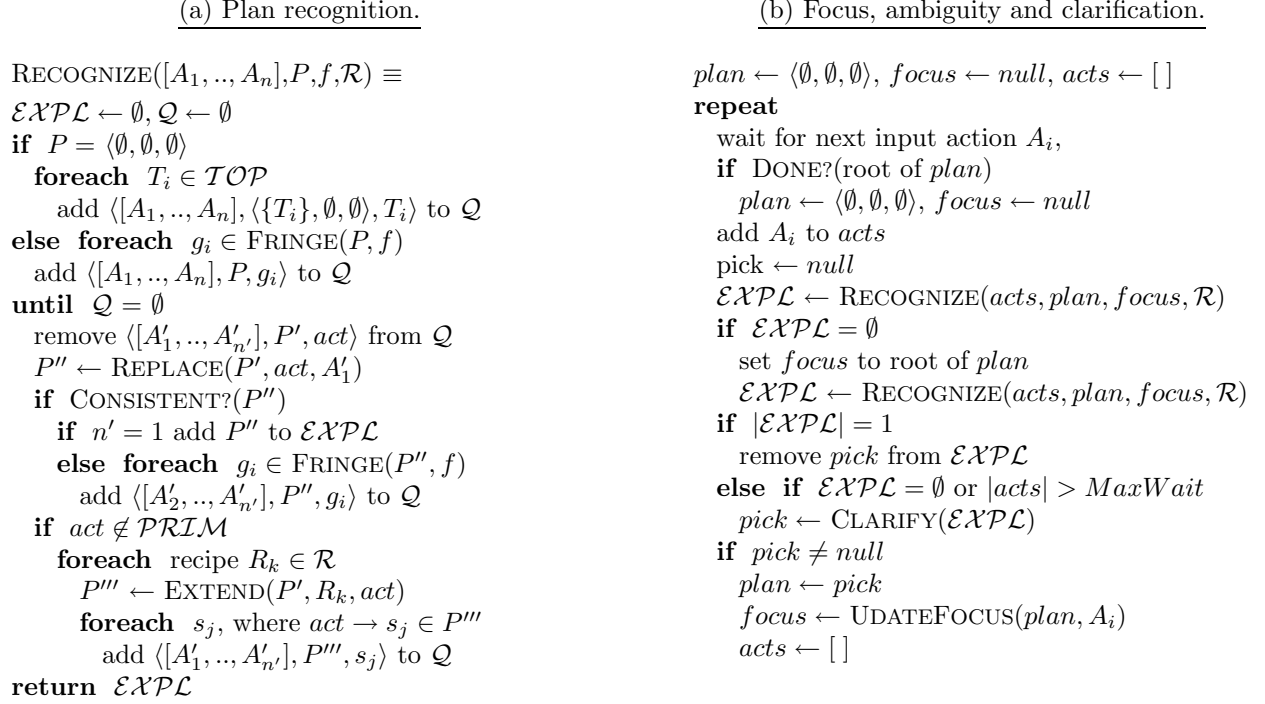 (a) Plan recognition.
RECOGNIZE([A₁, .., Aₙ],P,f,ℛ) ≡
ℰ𝒳𝒫ℒ ← ∅, 𝒬 ← ∅
if P = ⟨∅, ∅, ∅⟩
foreach Tᵢ ∈ 𝒯𝒪𝒫
add ⟨[A₁, .., Aₙ], ⟨{Tᵢ}, ∅, ∅⟩, Tᵢ⟩ to 𝒬
else foreach gᵢ ∈ FRINGE(P, f)
add ⟨[A₁, .., Aₙ], P, gᵢ⟩ to 𝒬
until 𝒬 = ∅
remove ⟨[A′₁, .., A′ₙ′], P′, act⟩ from 𝒬
P″ ← REPLACE(P′, act, A′₁)
if CONSISTENT?(P″)
if n′ = 1 add P″ to ℰ𝒳𝒫ℒ
else foreach gᵢ ∈ FRINGE(P″, f)
add ⟨[A′₂, .., A′ₙ′], P″, gᵢ⟩ to 𝒬
if act ∉ 𝒫ℛℐℳ
foreach recipe Rₖ ∈ ℛ
P‴ ← EXTEND(P′, Rₖ, act)
foreach sⱼ, where act → sⱼ ∈ P‴
add ⟨[A′₁, .., A′ₙ′], P‴, sⱼ⟩ to 𝒬
return ℰ𝒳𝒫ℒ
(b) Focus, ambiguity and clarification.
plan ← ⟨∅, ∅, ∅⟩, focus ← null, acts ← [ ]
repeat
wait for next input action Aᵢ,
if DONE?(root of plan)
plan ← ⟨∅, ∅, ∅⟩, focus ← null
add Aᵢ to acts
pick ← null
ℰ𝒳𝒫ℒ ← RECOGNIZE(acts, plan, focus, ℛ)
if ℰ𝒳𝒫ℒ = ∅
set focus to root of plan
ℰ𝒳𝒫ℒ ← RECOGNIZE(acts, plan, focus, ℛ)
if |ℰ𝒳𝒫ℒ| = 1
remove pick from ℰ𝒳𝒫ℒ
else if ℰ𝒳𝒫ℒ = ∅ or |acts| > MaxWait
pick ← CLARIFY(ℰ𝒳𝒫ℒ)
if pick ≠ null
plan ← pick
focus ← UDATEFOCUS(plan, Aᵢ)
acts ← [ ]